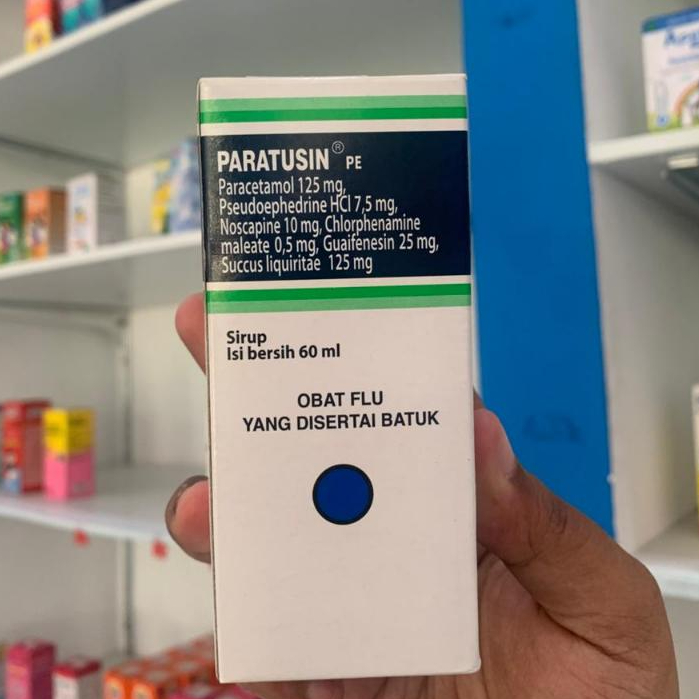 PARATUSIN® PE
Paracetamol 125 mg,
Pseudoephedrine HCl 7,5 mg,
Noscapine 10 mg, Chlorphenamine
maleate 0,5 mg, Guaifenesin 25 mg,
Succus liquiritae 125 mg
Sirup
Isi bersih 60 ml
OBAT FLU
YANG DISERTAI BATUK